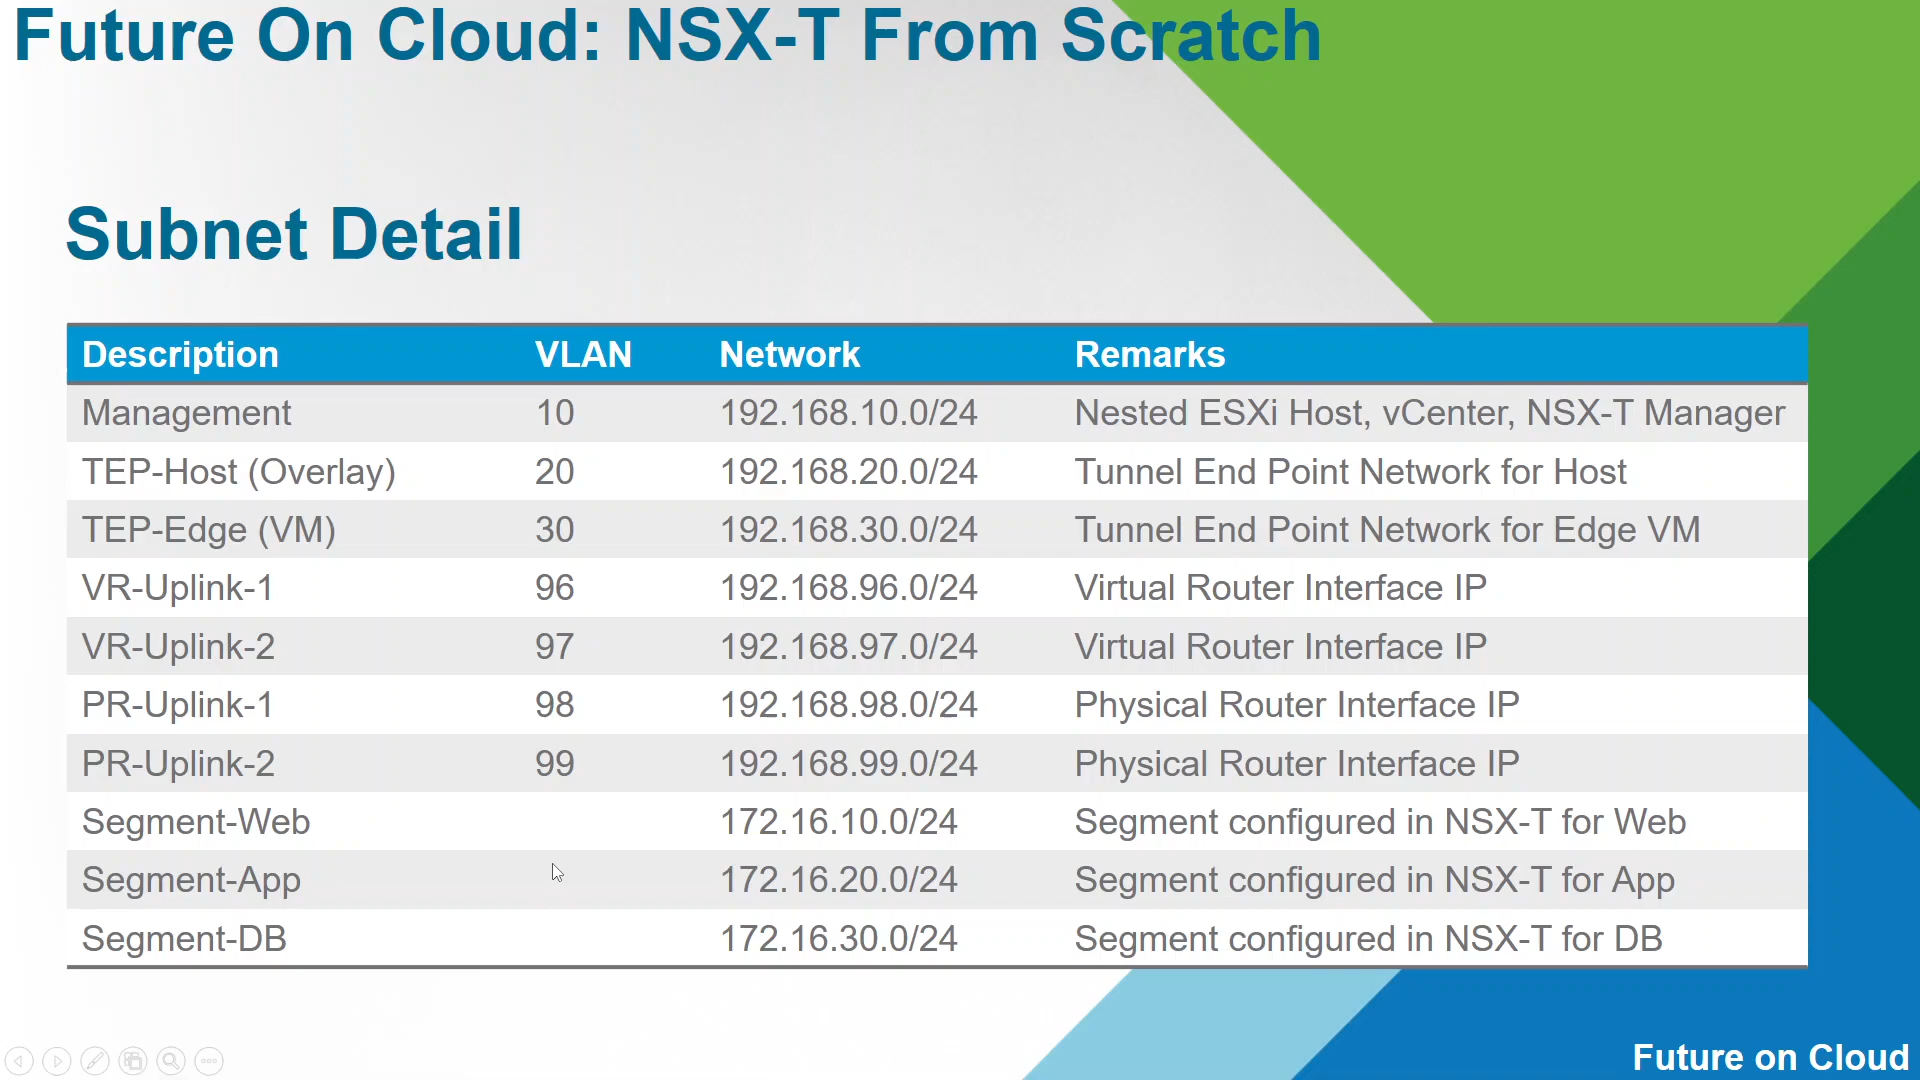 Future On Cloud: NSX-T From Scratch
Subnet Detail
Description VLAN Network Remarks
Management 10 192.168.10.0/24 Nested ESXi Host, vCenter, NSX-T Manager
TEP-Host (Overlay) 20 192.168.20.0/24 Tunnel End Point Network for Host
TEP-Edge (VM) 30 192.168.30.0/24 Tunnel End Point Network for Edge VM
VR-Uplink-1 96 192.168.96.0/24 Virtual Router Interface IP
VR-Uplink-2 97 192.168.97.0/24 Virtual Router Interface IP
PR-Uplink-1 98 192.168.98.0/24 Physical Router Interface IP
PR-Uplink-2 99 192.168.99.0/24 Physical Router Interface IP
Segment-Web 172.16.10.0/24 Segment configured in NSX-T for Web
Segment-App 172.16.20.0/24 Segment configured in NSX-T for App
Segment-DB 172.16.30.0/24 Segment configured in NSX-T for DB
Future on Cloud